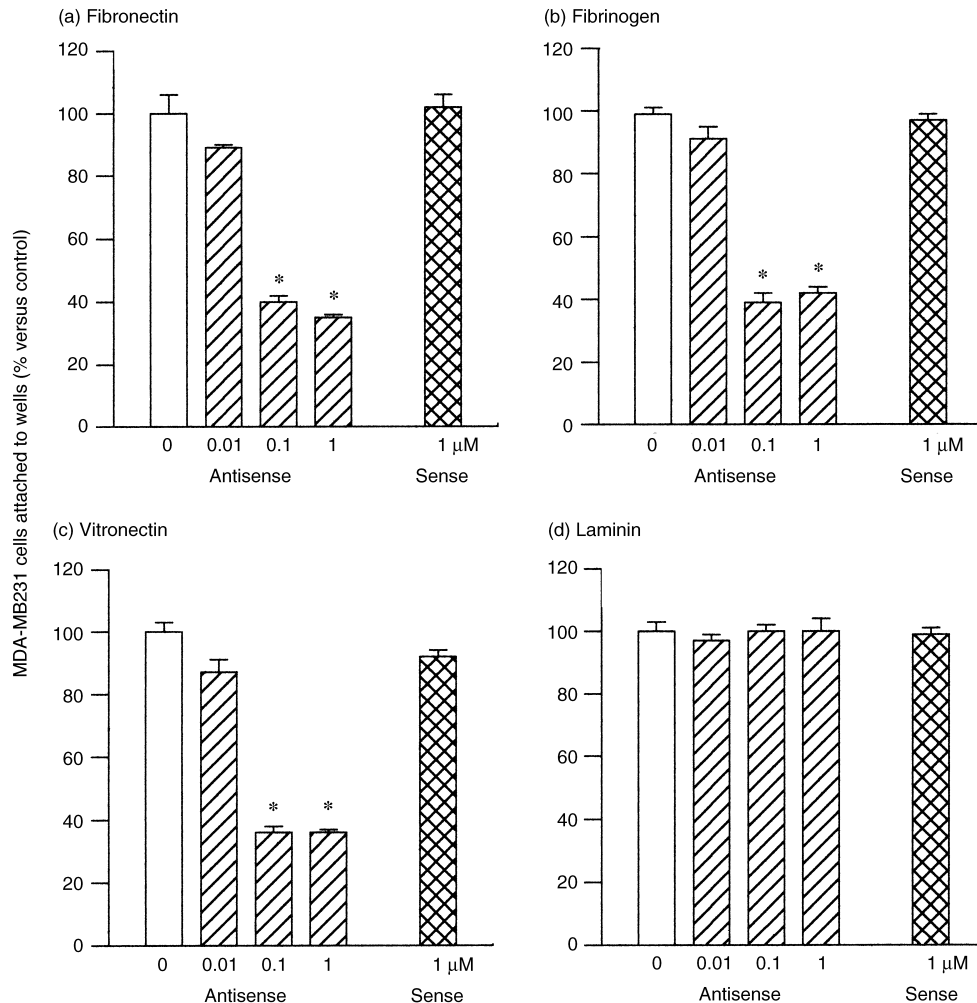 (a) Fibronectin
120
100
80
60
40
20
0
*
*
0 0.01 0.1 1 1 μM
Antisense Sense
(b) Fibrinogen
120
100
80
60
40
20
0
*
*
0 0.01 0.1 1 1 μM
Antisense Sense
MDA-MB231 cells attached to wells (% versus control)
(c) Vitronectin
120
100
80
60
40
20
0
*
*
0 0.01 0.1 1 1 μM
Antisense Sense
(d) Laminin
120
100
80
60
40
20
0
0 0.01 0.1 1 1 μM
Antisense Sense